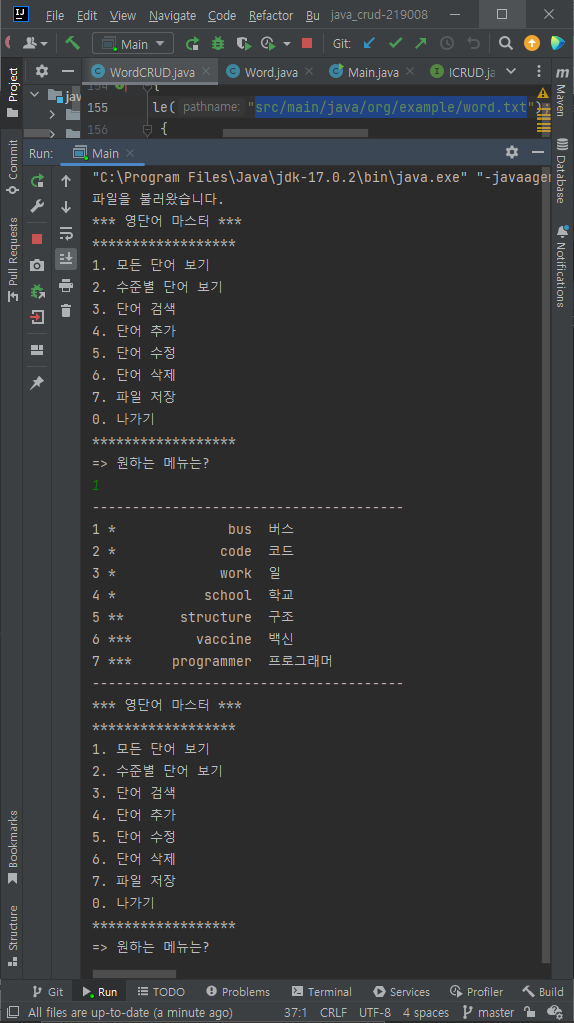 File Edit View Navigate Code Refactor Bu java_crud-219008
Main Git:
WordCRUD.java Word.java Main.java ICRUD.ja
Project
jav
155 le( pathname: "src/main/java/org/example/word.txt")
156 {
Run: Main
"C:\Program Files\Java\jdk-17.0.2\bin\java.exe" "-javaagen
파일을 불러왔습니다.
*** 영단어 마스터 ***
******************
1. 모든 단어 보기
2. 수준별 단어 보기
3. 단어 검색
4. 단어 추가
5. 단어 수정
6. 단어 삭제
7. 파일 저장
0. 나가기
******************
=> 원하는 메뉴는?
1
---------------------------------------
1 * bus 버스
2 * code 코드
3 * work 일
4 * school 학교
5 ** structure 구조
6 *** vaccine 백신
7 *** programmer 프로그래머
---------------------------------------
*** 영단어 마스터 ***
******************
1. 모든 단어 보기
2. 수준별 단어 보기
3. 단어 검색
4. 단어 추가
5. 단어 수정
6. 단어 삭제
7. 파일 저장
0. 나가기
******************
=> 원하는 메뉴는?
Commit
Pull Requests
Bookmarks
Structure
m
Maven
Database
Notifications
Git Run TODO Problems Terminal Services Profiler Build
All files are up-to-date (a minute ago) 37:1 CRLF UTF-8 4 spaces master